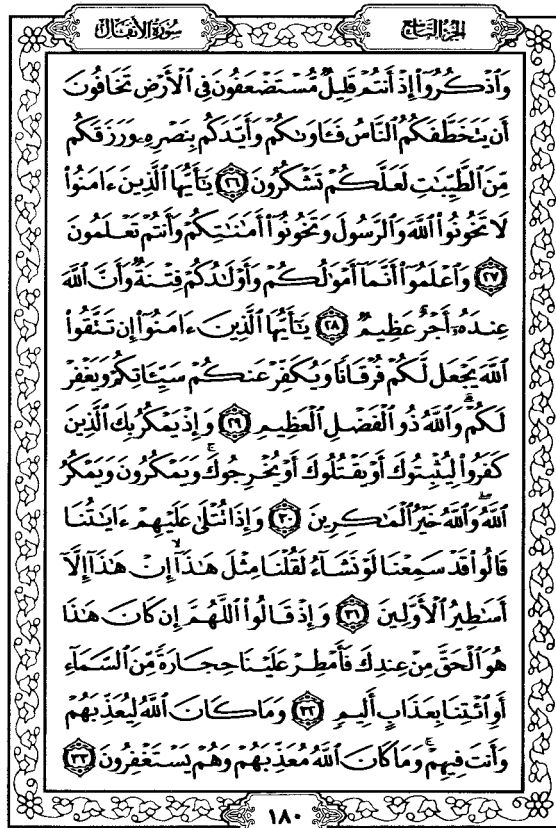 سُورَةُ الأَنفَال
الجُزءُ التَّاسِع
وَٱذۡكُرُوٓاْ إِذۡ أَنتُمۡ قَلِيلٞ مُّسۡتَضۡعَفُونَ فِي ٱلۡأَرۡضِ تَخَافُونَ
أَن يَتَخَطَّفَكُمُ ٱلنَّاسُ فَـَٔاوَىٰكُمۡ وَأَيَّدَكُم بِنَصۡرِهِۦ وَرَزَقَكُم
مِّنَ ٱلطَّيِّبَٰتِ لَعَلَّكُمۡ تَشۡكُرُونَ ٢٦ يَٰٓأَيُّهَا ٱلَّذِينَ ءَامَنُواْ
لَا تَخُونُواْ ٱللَّهَ وَٱلرَّسُولَ وَتَخُونُوٓاْ أَمَٰنَٰتِكُمۡ وَأَنتُمۡ تَعۡلَمُونَ
٢٧ وَٱعۡلَمُوٓاْ أَنَّمَآ أَمۡوَٰلُكُمۡ وَأَوۡلَٰدُكُمۡ فِتۡنَةٞ وَأَنَّ ٱللَّهَ
عِندَهُۥٓ أَجۡرٌ عَظِيمٞ ٢٨ يَٰٓأَيُّهَا ٱلَّذِينَ ءَامَنُوٓاْ إِن تَتَّقُواْ
ٱللَّهَ يَجۡعَل لَّكُمۡ فُرۡقَانٗا وَيُكَفِّرۡ عَنكُمۡ سَيِّـَٔاتِكُمۡ وَيَغۡفِرۡ
لَكُمۡۗ وَٱللَّهُ ذُو ٱلۡفَضۡلِ ٱلۡعَظِيمِ ٢٩ وَإِذۡ يَمۡكُرُ بِكَ ٱلَّذِينَ
كَفَرُواْ لِيُثۡبِتُوكَ أَوۡ يَقۡتُلُوكَ أَوۡ يُخۡرِجُوكَۚ وَيَمۡكُرُونَ وَيَمۡكُرُ
ٱللَّهُۖ وَٱللَّهُ خَيۡرُ ٱلۡمَٰكِرِينَ ٣٠ وَإِذَا تُتۡلَىٰ عَلَيۡهِمۡ ءَايَٰتُنَا
قَالُواْ قَدۡ سَمِعۡنَا لَوۡ نَشَآءُ لَقُلۡنَا مِثۡلَ هَٰذَآ إِنۡ هَٰذَآ إِلَّآ
أَسَٰطِيرُ ٱلۡأَوَّلِينَ ٣١ وَإِذۡ قَالُواْ ٱللَّهُمَّ إِن كَانَ هَٰذَا
هُوَ ٱلۡحَقَّ مِنۡ عِندِكَ فَأَمۡطِرۡ عَلَيۡنَا حِجَارَةٗ مِّنَ ٱلسَّمَآءِ
أَوِ ٱئۡتِنَا بِعَذَابٍ أَلِيمٖ ٣٢ وَمَا كَانَ ٱللَّهُ لِيُعَذِّبَهُمۡ
وَأَنتَ فِيهِمۡۚ وَمَا كَانَ ٱللَّهُ مُعَذِّبَهُمۡ وَهُمۡ يَسۡتَغۡفِرُونَ ٣٣
١٨٠